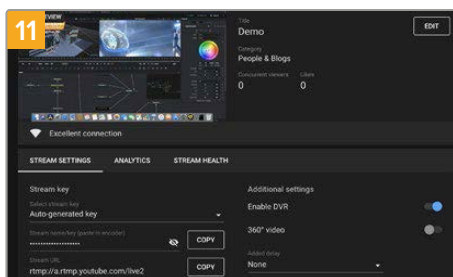 11
PREVIEW
Title
Demo
EDIT
Category
People & Blogs
Concurrent viewers Likes
0 0
Excellent connection
STREAM SETTINGS ANALYTICS STREAM HEALTH
Stream key
Additional settings
Select stream key
Auto-generated key
Enable DVR
Stream name/key (paste in encoder)
360° video
COPY
Stream URL
rtmp://a.rtmp.youtube.com/live2
COPY
Added delay
None